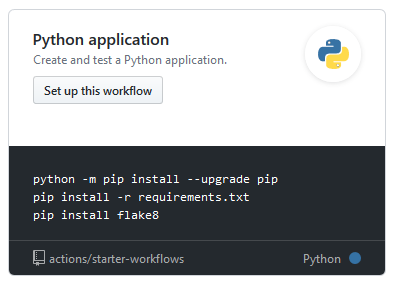 Python application
Create and test a Python application.
Set up this workflow
python -m pip install --upgrade pip
pip install -r requirements.txt
pip install flake8
actions/starter-workflows
Python